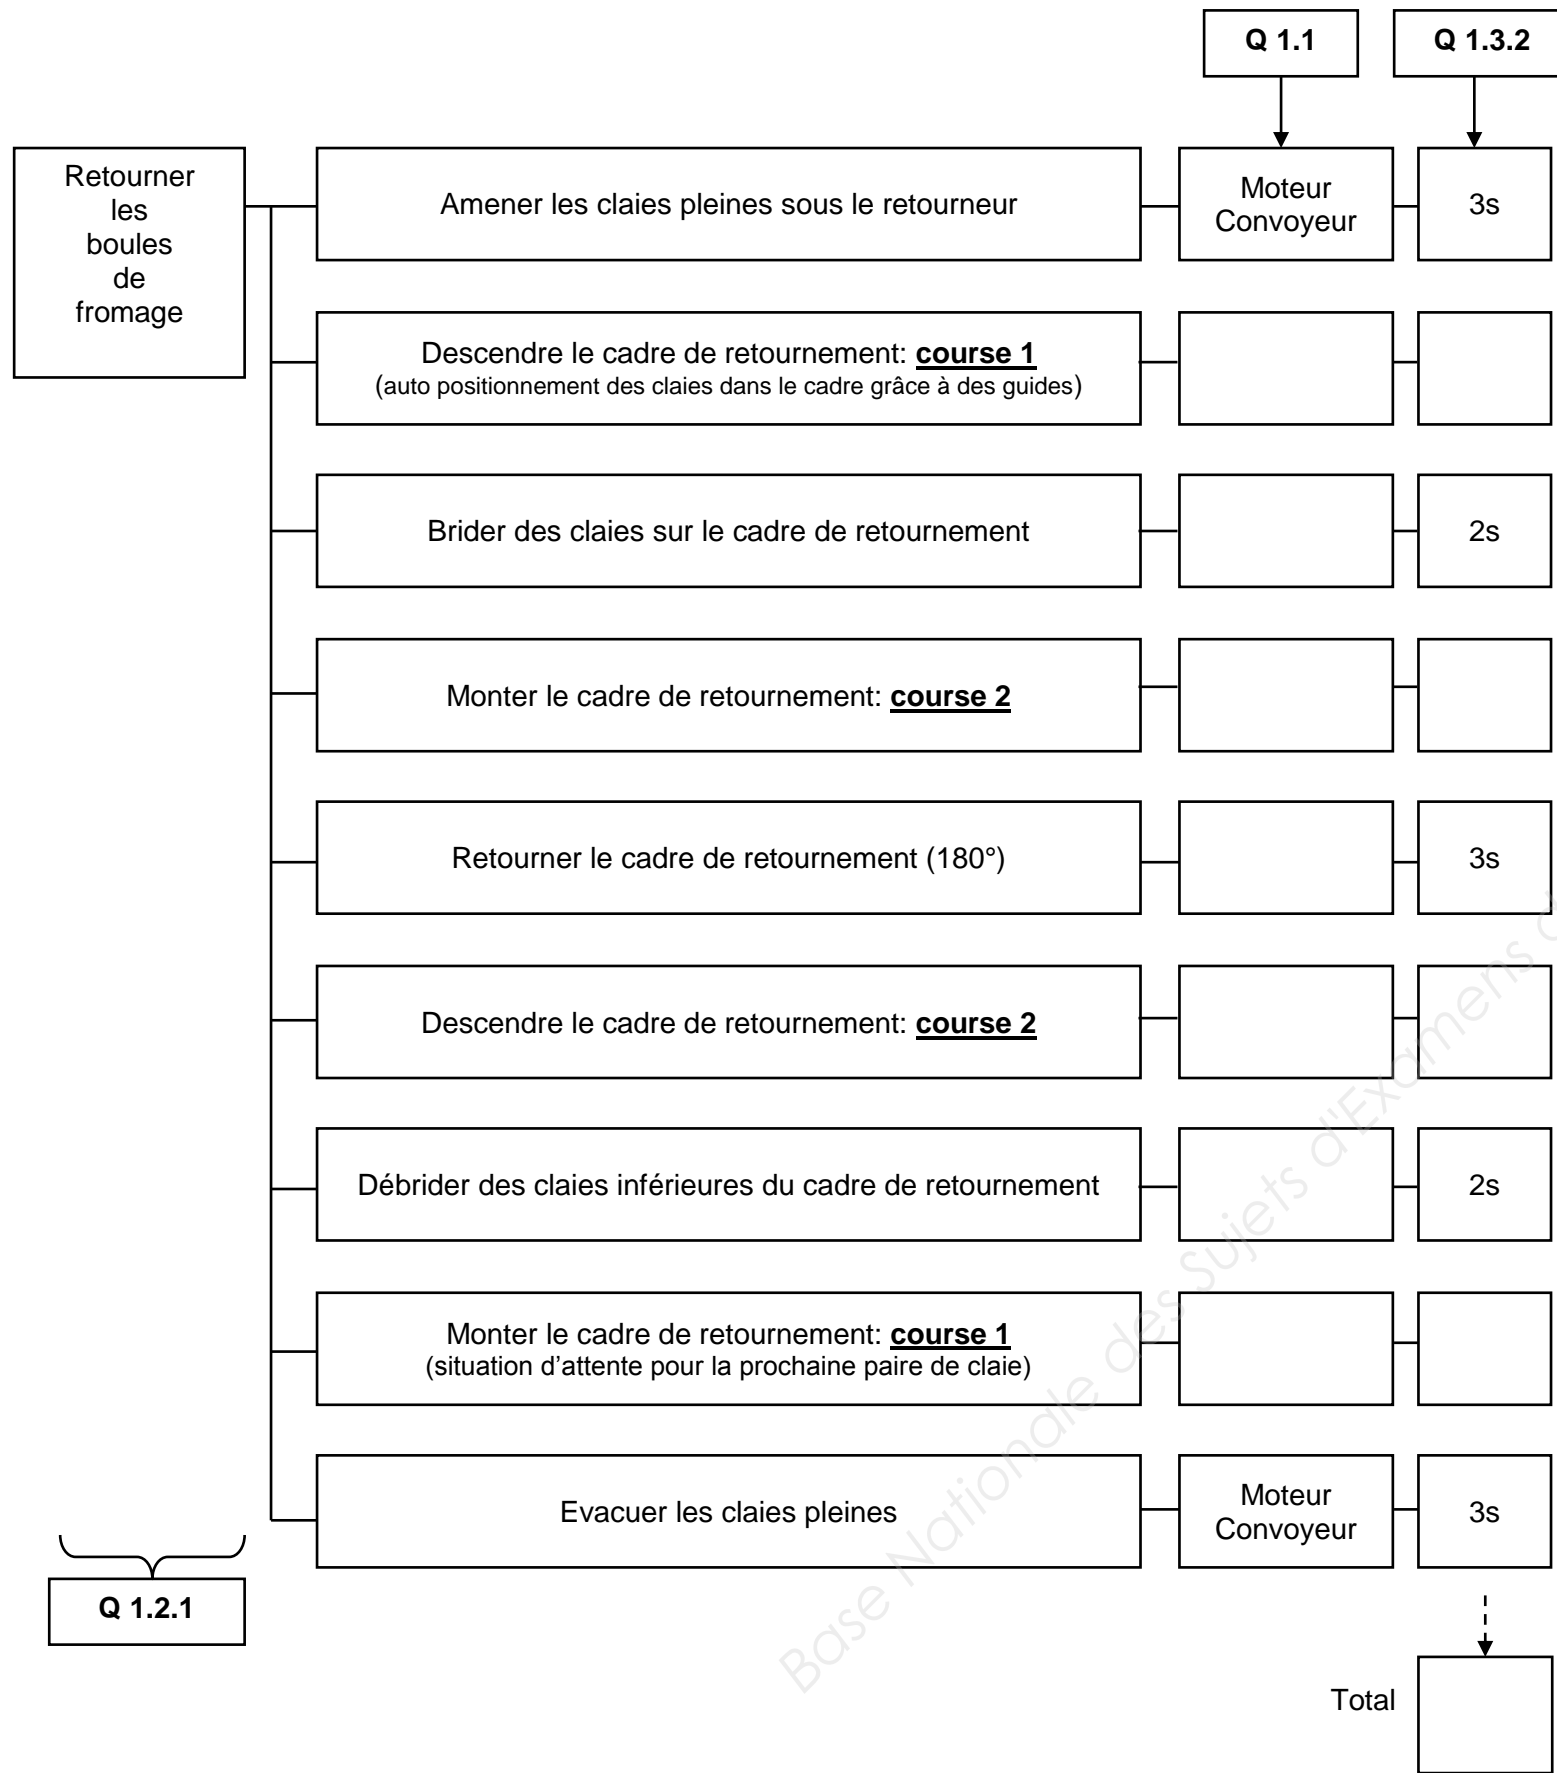 Q 1.1
Q 1.3.2
Retourner
les
boules
de
fromage
Amener les claies pleines sous le retourneur
Moteur
Convoyeur
3s
Descendre le cadre de retournement: course 1
(auto positionnement des claies dans le cadre grâce à des guides)
Brider des claies sur le cadre de retournement
2s
Monter le cadre de retournement: course 2
Retourner le cadre de retournement (180°)
3s
Descendre le cadre de retournement: course 2
Débrider des claies inférieures du cadre de retournement
2s
Monter le cadre de retournement: course 1
(situation d'attente pour la prochaine paire de claie)
Evacuer les claies pleines
Moteur
Convoyeur
3s
Q 1.2.1
Total
Base Nationale des Sujets d'Examens d